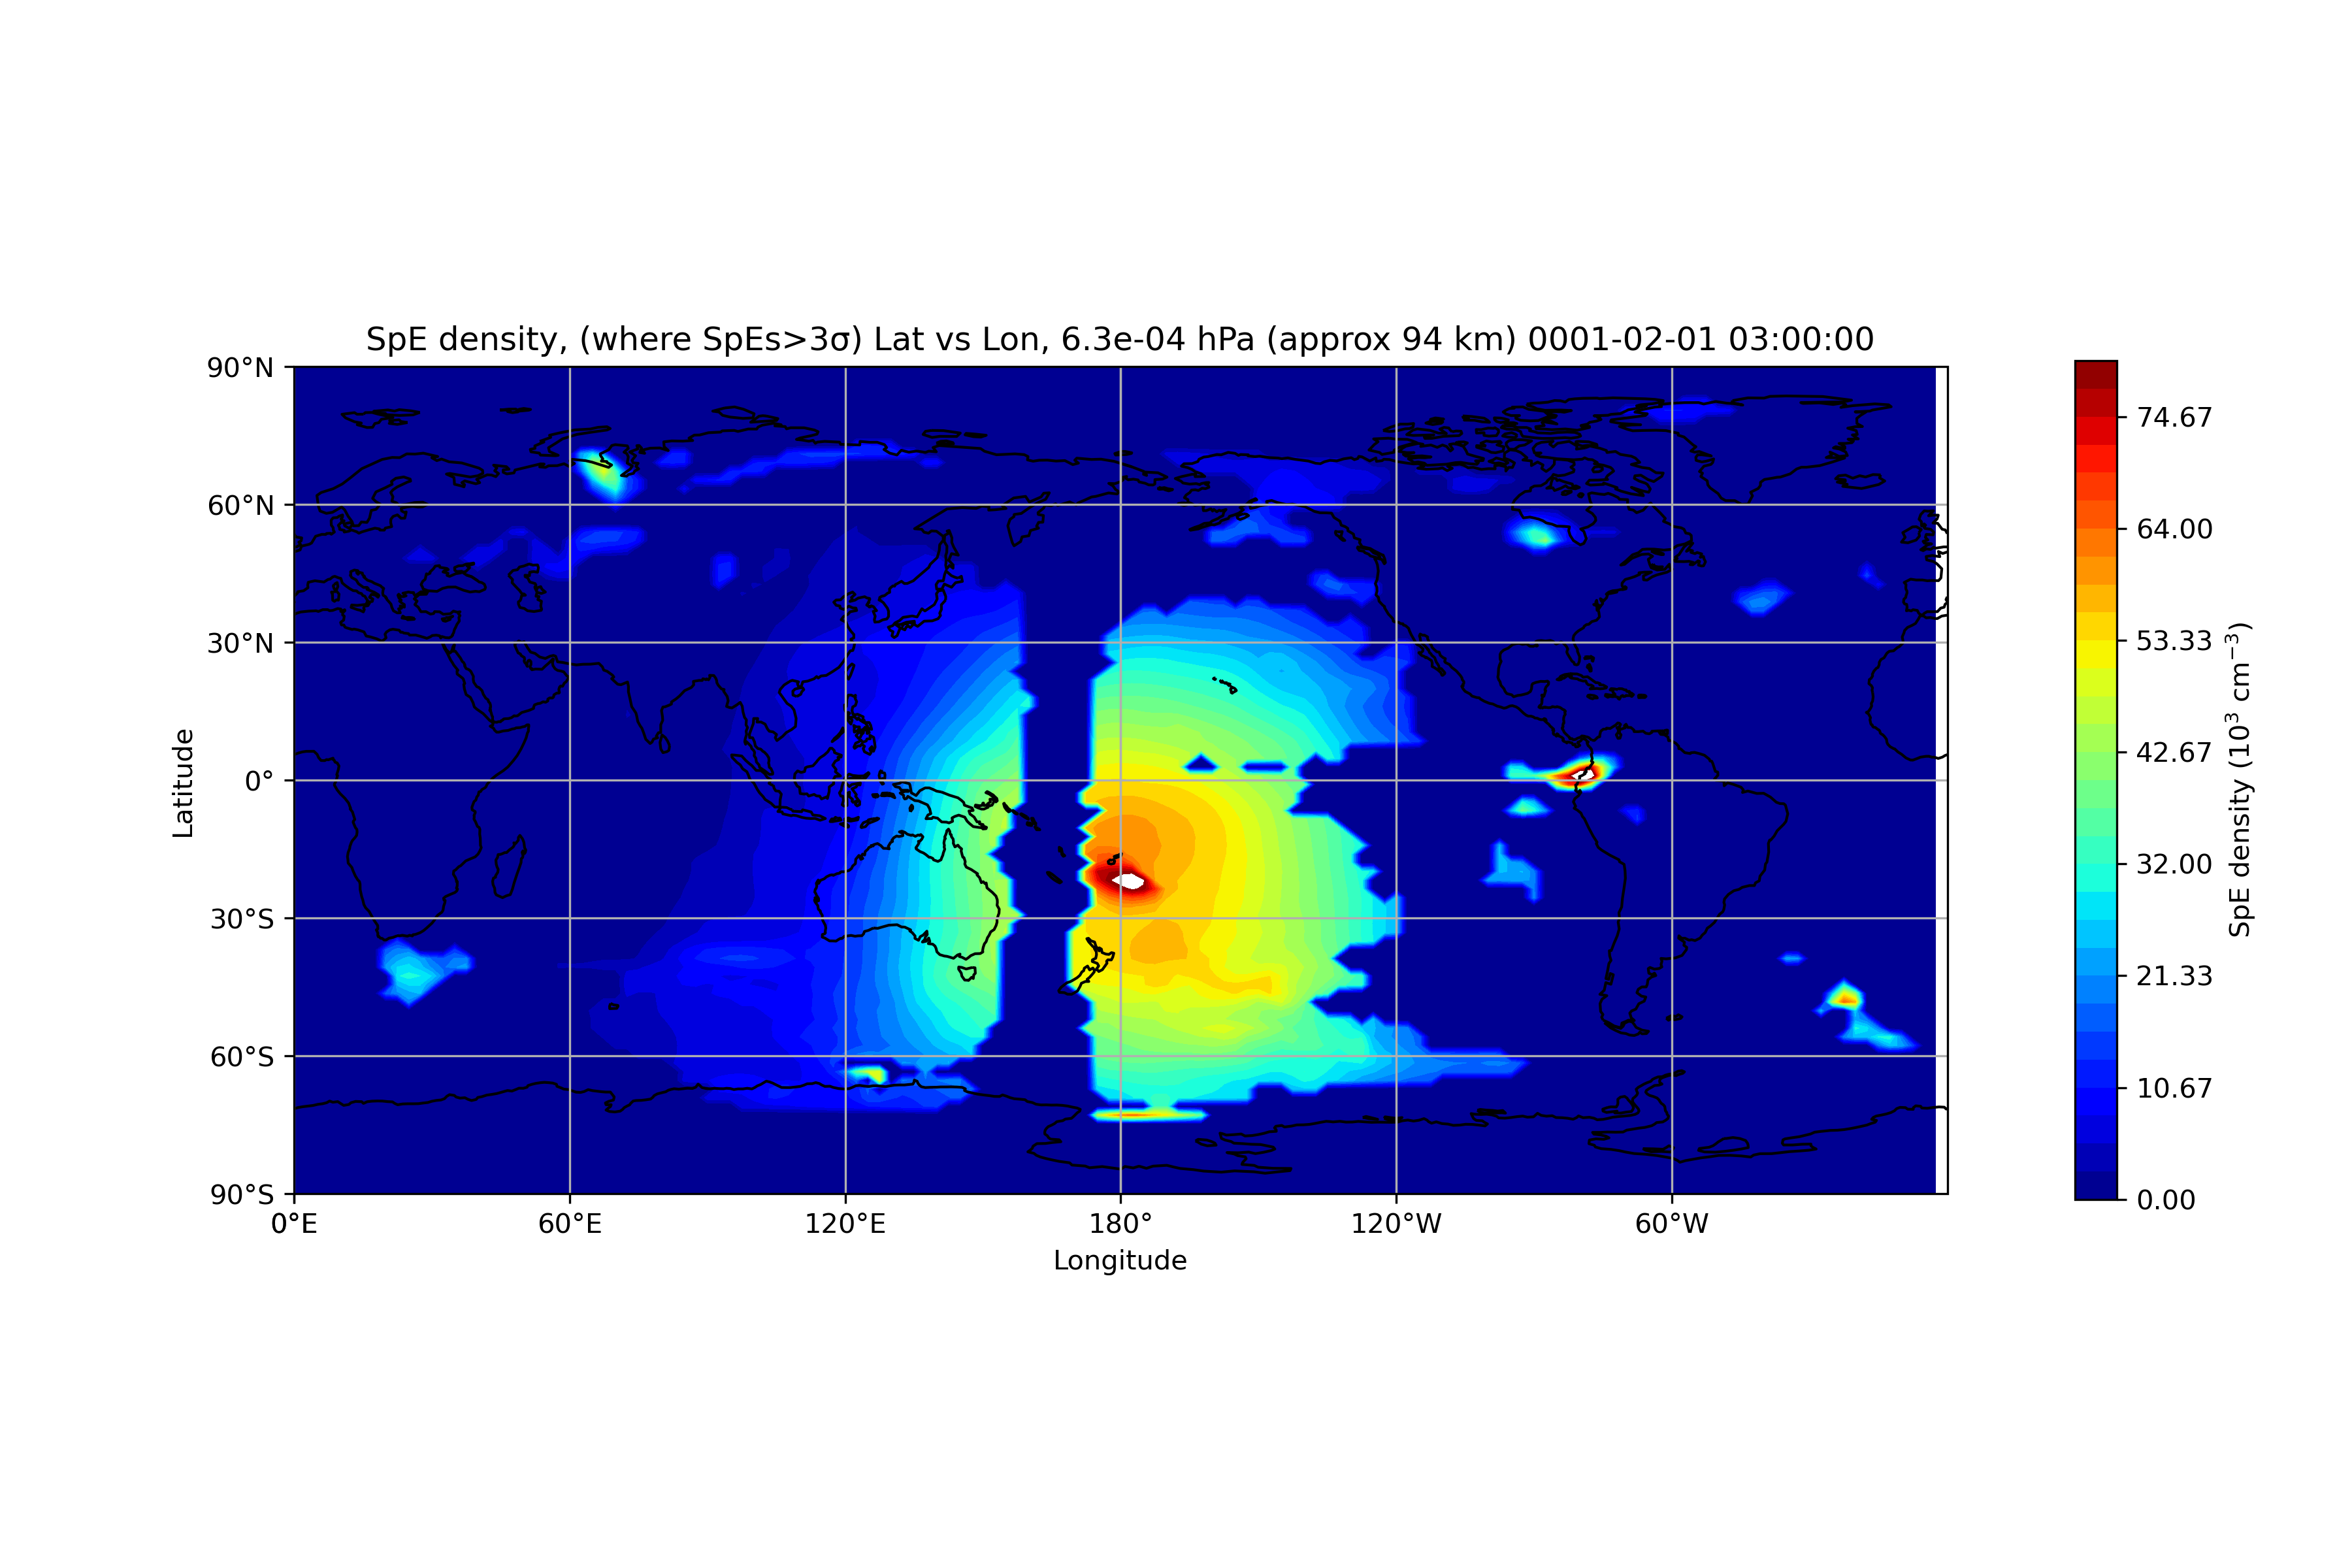 SpE density, (where SpEs>3σ) Lat vs Lon, 6.3e-04 hPa (approx 94 km) 0001-02-01 03:00:00
90°N
60°N
30°N
0°
30°S
60°S
90°S
Latitude
0°E
60°E
120°E
180°
120°W
60°W
Longitude
74.67
64.00
53.33
42.67
32.00
21.33
10.67
0.00
SpE density (10³ cm⁻³)